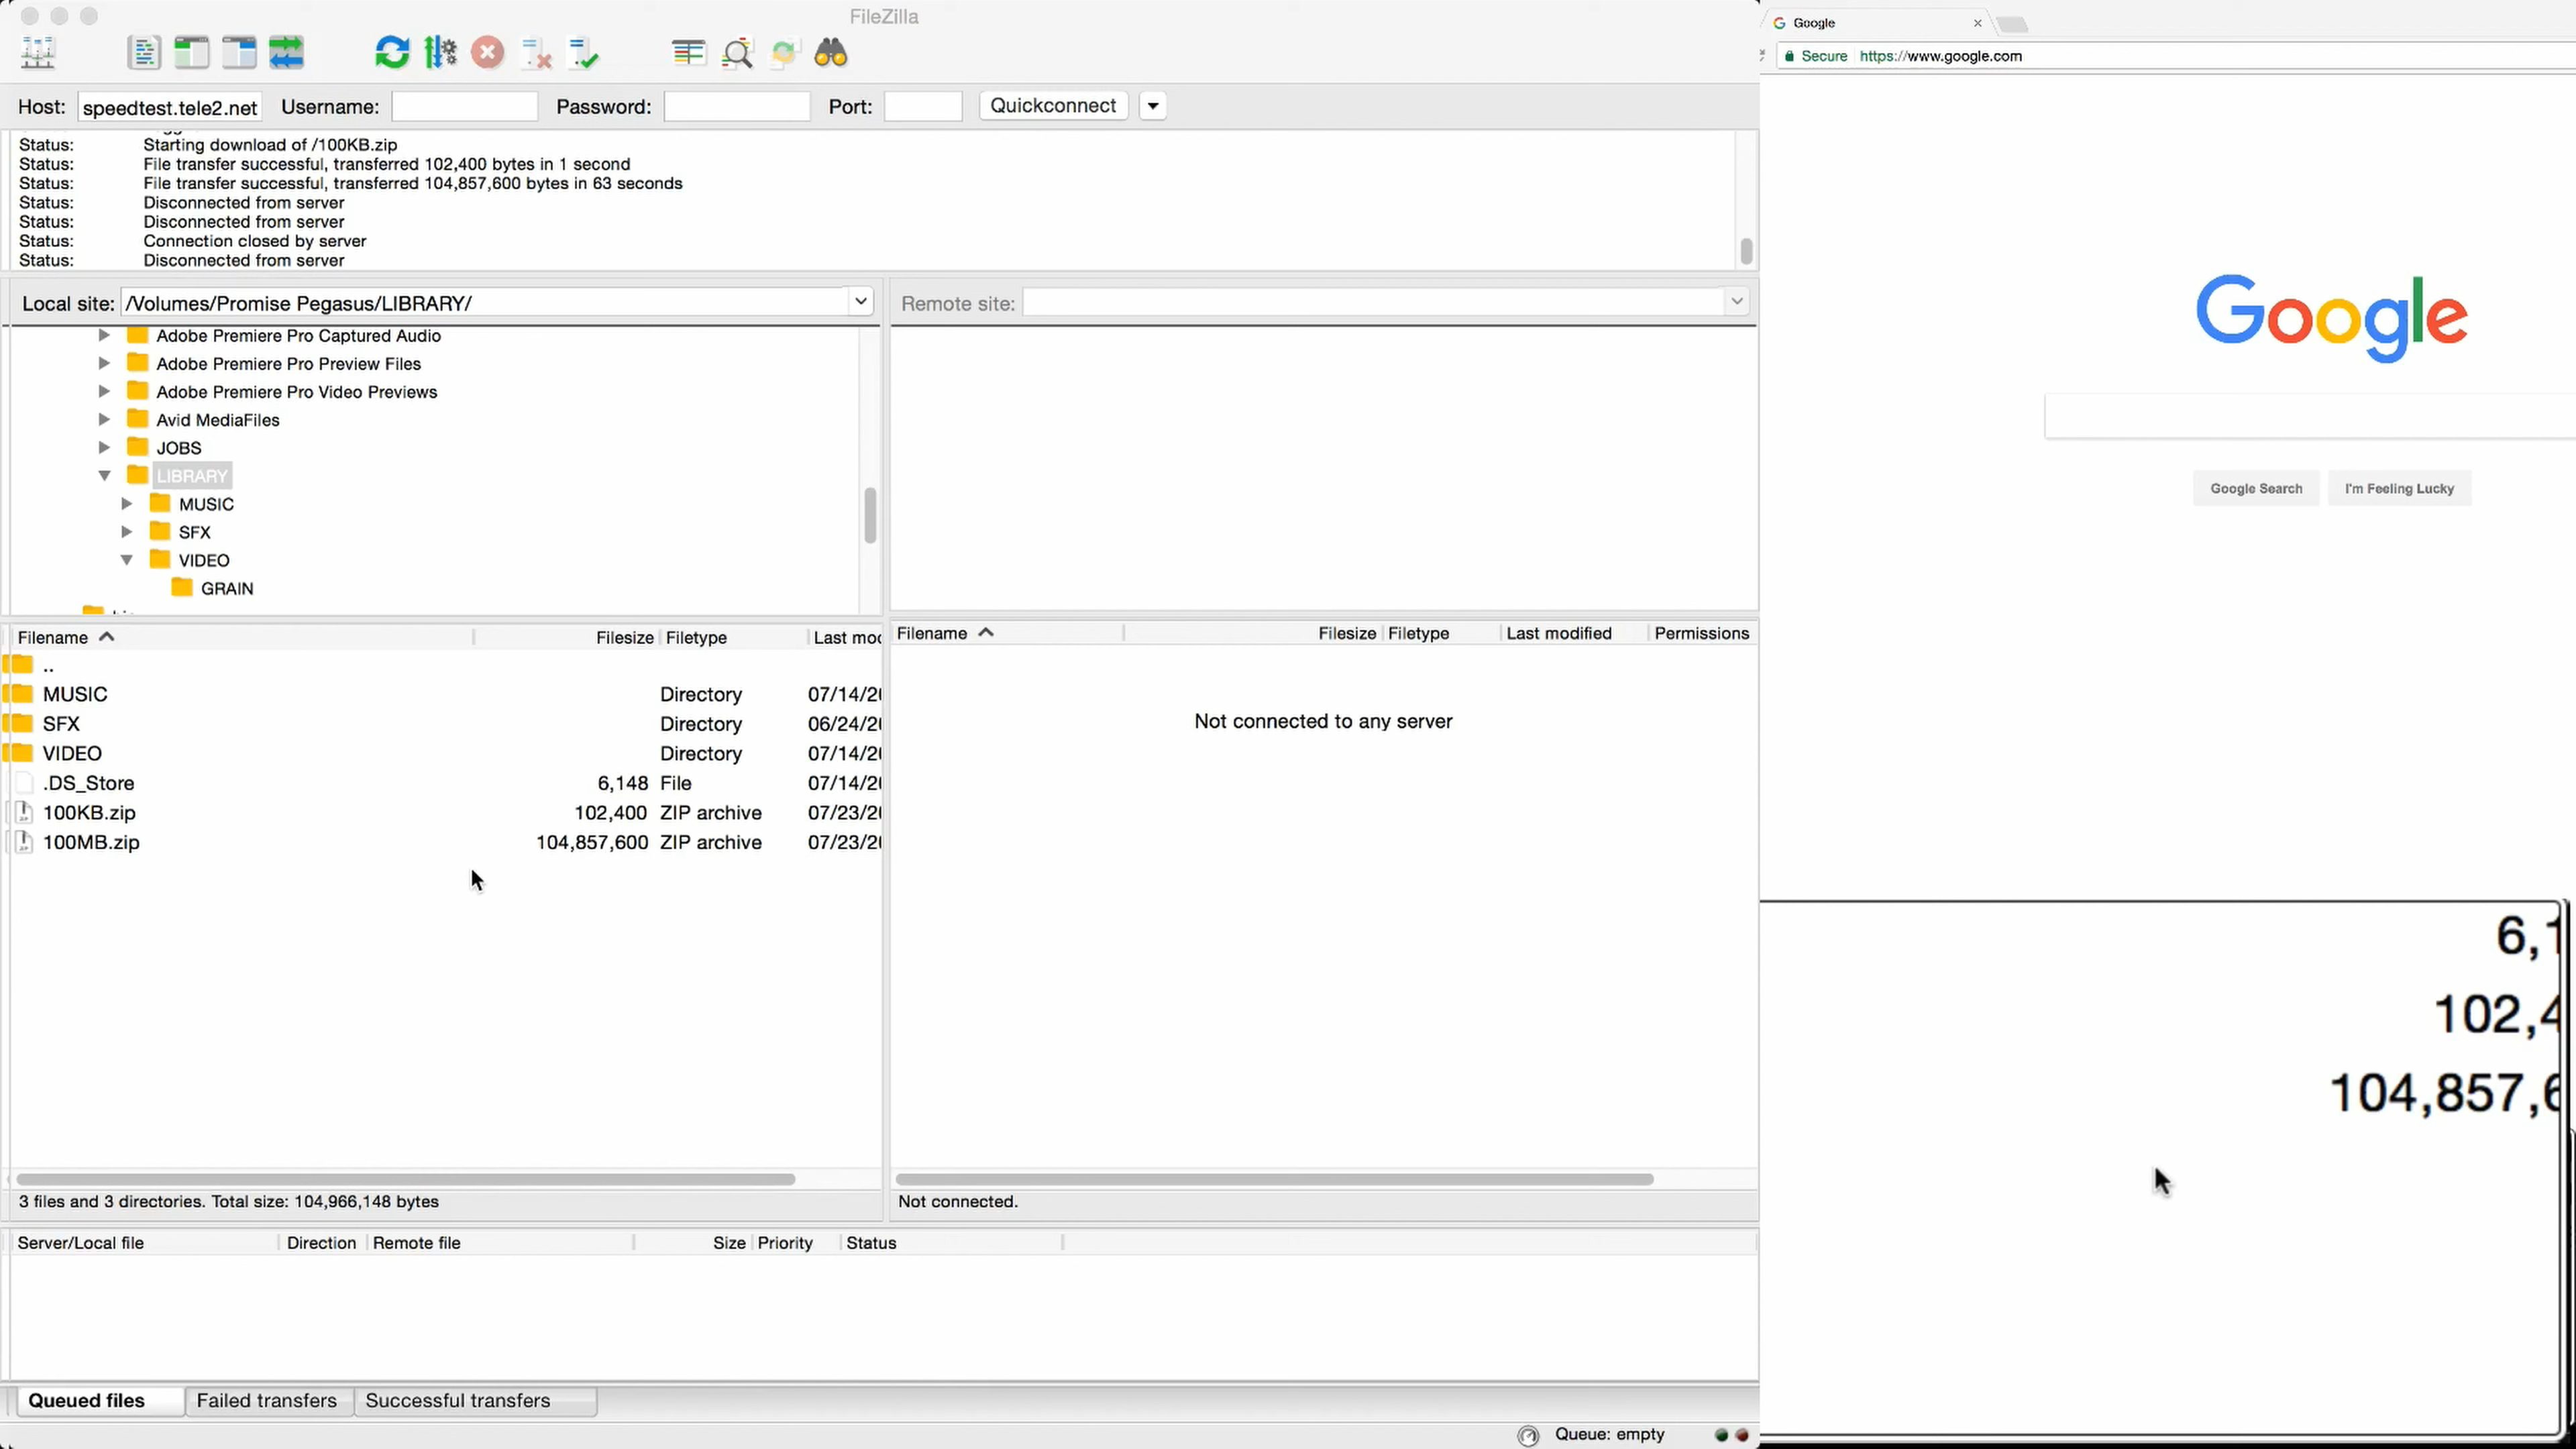 FileZilla
Host: speedtest.tele2.net Username: Password: Port: Quickconnect
Status: Starting download of /100KB.zip
Status: File transfer successful, transferred 102,400 bytes in 1 second
Status: File transfer successful, transferred 104,857,600 bytes in 63 seconds
Status: Disconnected from server
Status: Disconnected from server
Status: Connection closed by server
Status: Disconnected from server
Local site: /Volumes/Promise Pegasus/LIBRARY/
Adobe Premiere Pro Captured Audio
Adobe Premiere Pro Preview Files
Adobe Premiere Pro Video Previews
Avid MediaFiles
JOBS
LIBRARY
MUSIC
SFX
VIDEO
GRAIN
Filename Filesize Filetype Last mod
..
MUSIC Directory 07/14/20
SFX Directory 06/24/20
VIDEO Directory 07/14/20
.DS_Store 6,148 File 07/14/20
100KB.zip 102,400 ZIP archive 07/23/20
100MB.zip 104,857,600 ZIP archive 07/23/20
3 files and 3 directories. Total size: 104,966,148 bytes
Remote site:
Filename Filesize Filetype Last modified Permissions
Not connected to any server
Not connected.
Server/Local file Direction Remote file Size Priority Status
Queued files Failed transfers Successful transfers
Queue: empty
Google
Secure https://www.google.com
Google
Google Search I'm Feeling Lucky
6,1
102,4
104,857,6